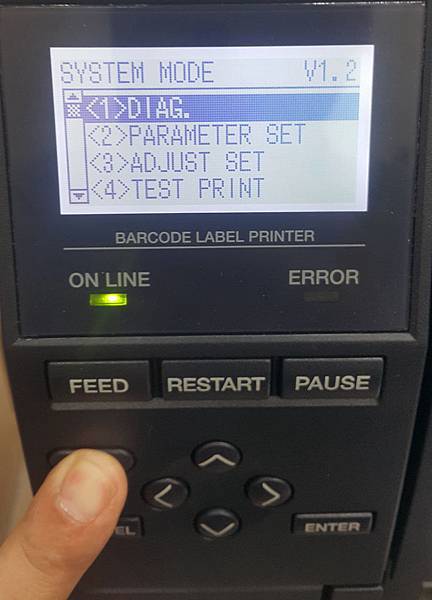 SYSTEM MODE V1.2
<1>DIAG.
<2>PARAMETER SET
<3>ADJUST SET
<4>TEST PRINT
BARCODE LABEL PRINTER
ON LINE ERROR
FEED RESTART PAUSE
ENTER